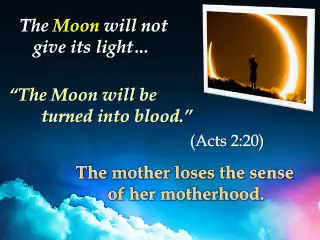 The Moon will not
give its light…
“The Moon will be
turned into blood.”
(Acts 2:20)
The mother loses the sense
of her motherhood.